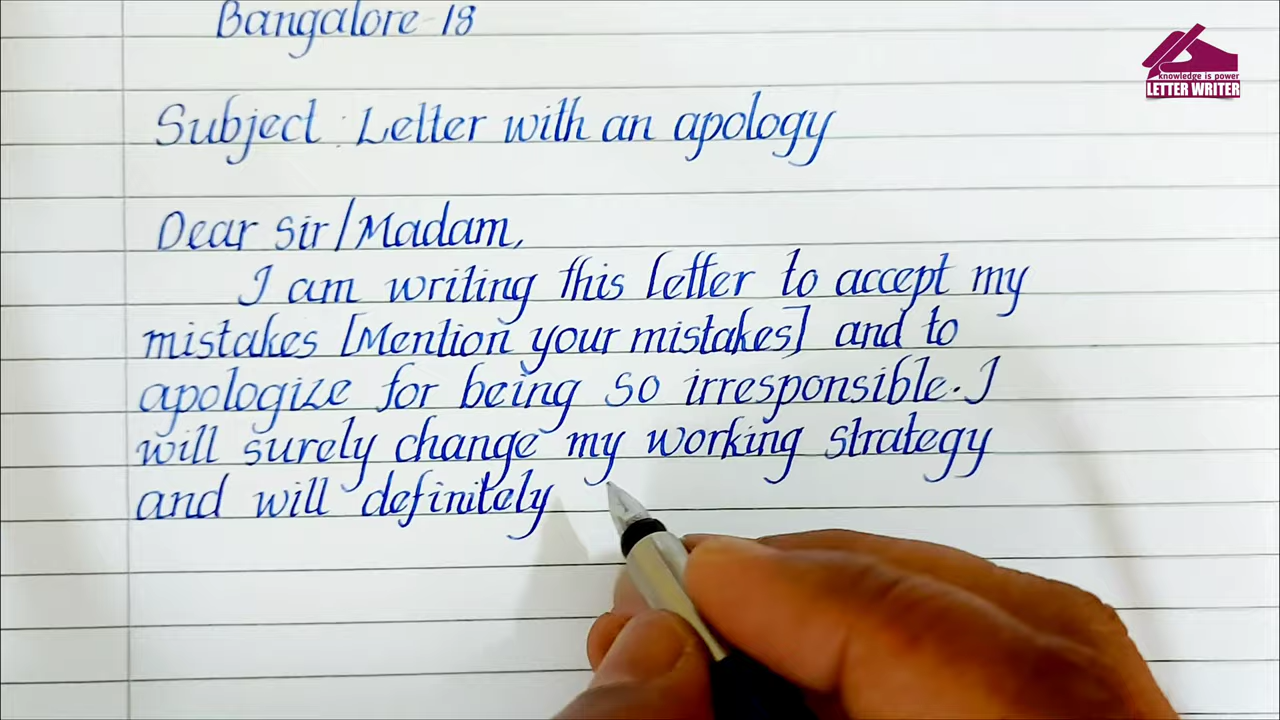 Bangalore-18
knowledge is power
LETTER WRITER
Subject : Letter with an apology
Dear Sir/Madam,
I am writing this letter to accept my
mistakes [Mention your mistakes] and to
apologize for being so irresponsible. I
will surely change my working strategy
and will definitely